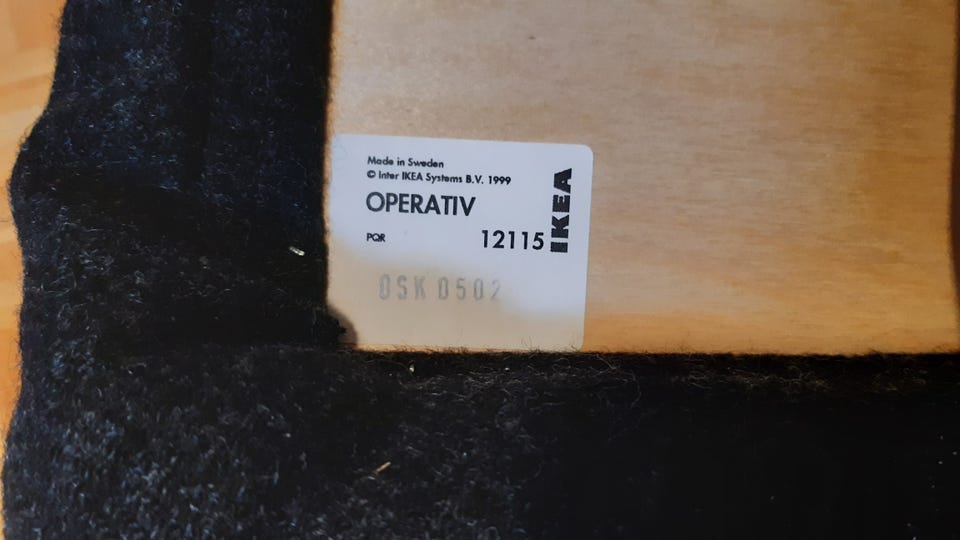 Made in Sweden
© Inter IKEA Systems B.V. 1999
OPERATIV
PQR
12115
IKEA
OSK 0502